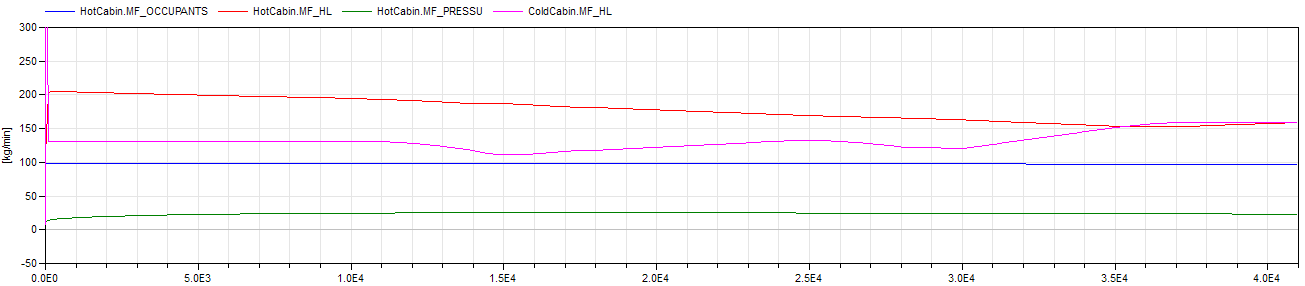 HotCabin.MF_OCCUPANTS HotCabin.MF_HL HotCabin.MF_PRESSU ColdCabin.MF_HL
300
250
200
150
100
50
0
-50
[kg/min]
0.0E0 5.0E3 1.0E4 1.5E4 2.0E4 2.5E4 3.0E4 3.5E4 4.0E4